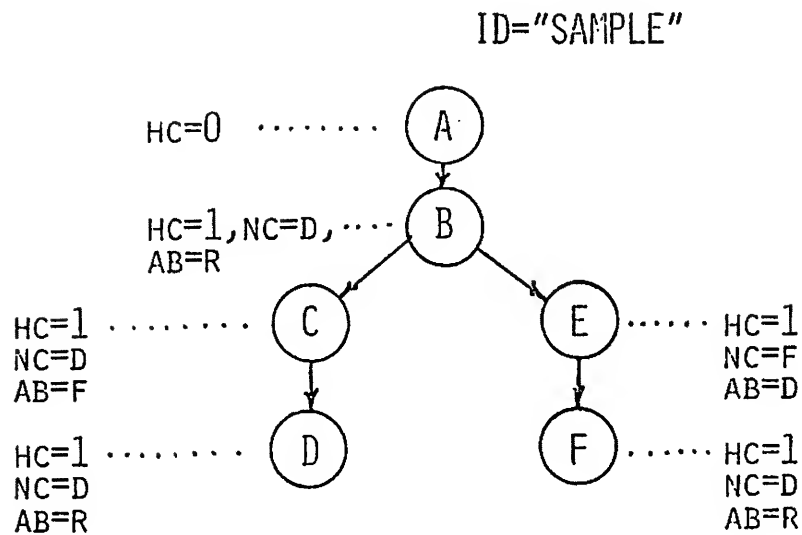 ID="SAMPLE"
HC=0 ........ A
HC=1,NC=D,.... B
AB=R
HC=1 ........ C
NC=D
AB=F
E ...... HC=1
NC=F
AB=D
HC=1 ........ D
NC=D
AB=R
F ...... HC=1
NC=D
AB=R